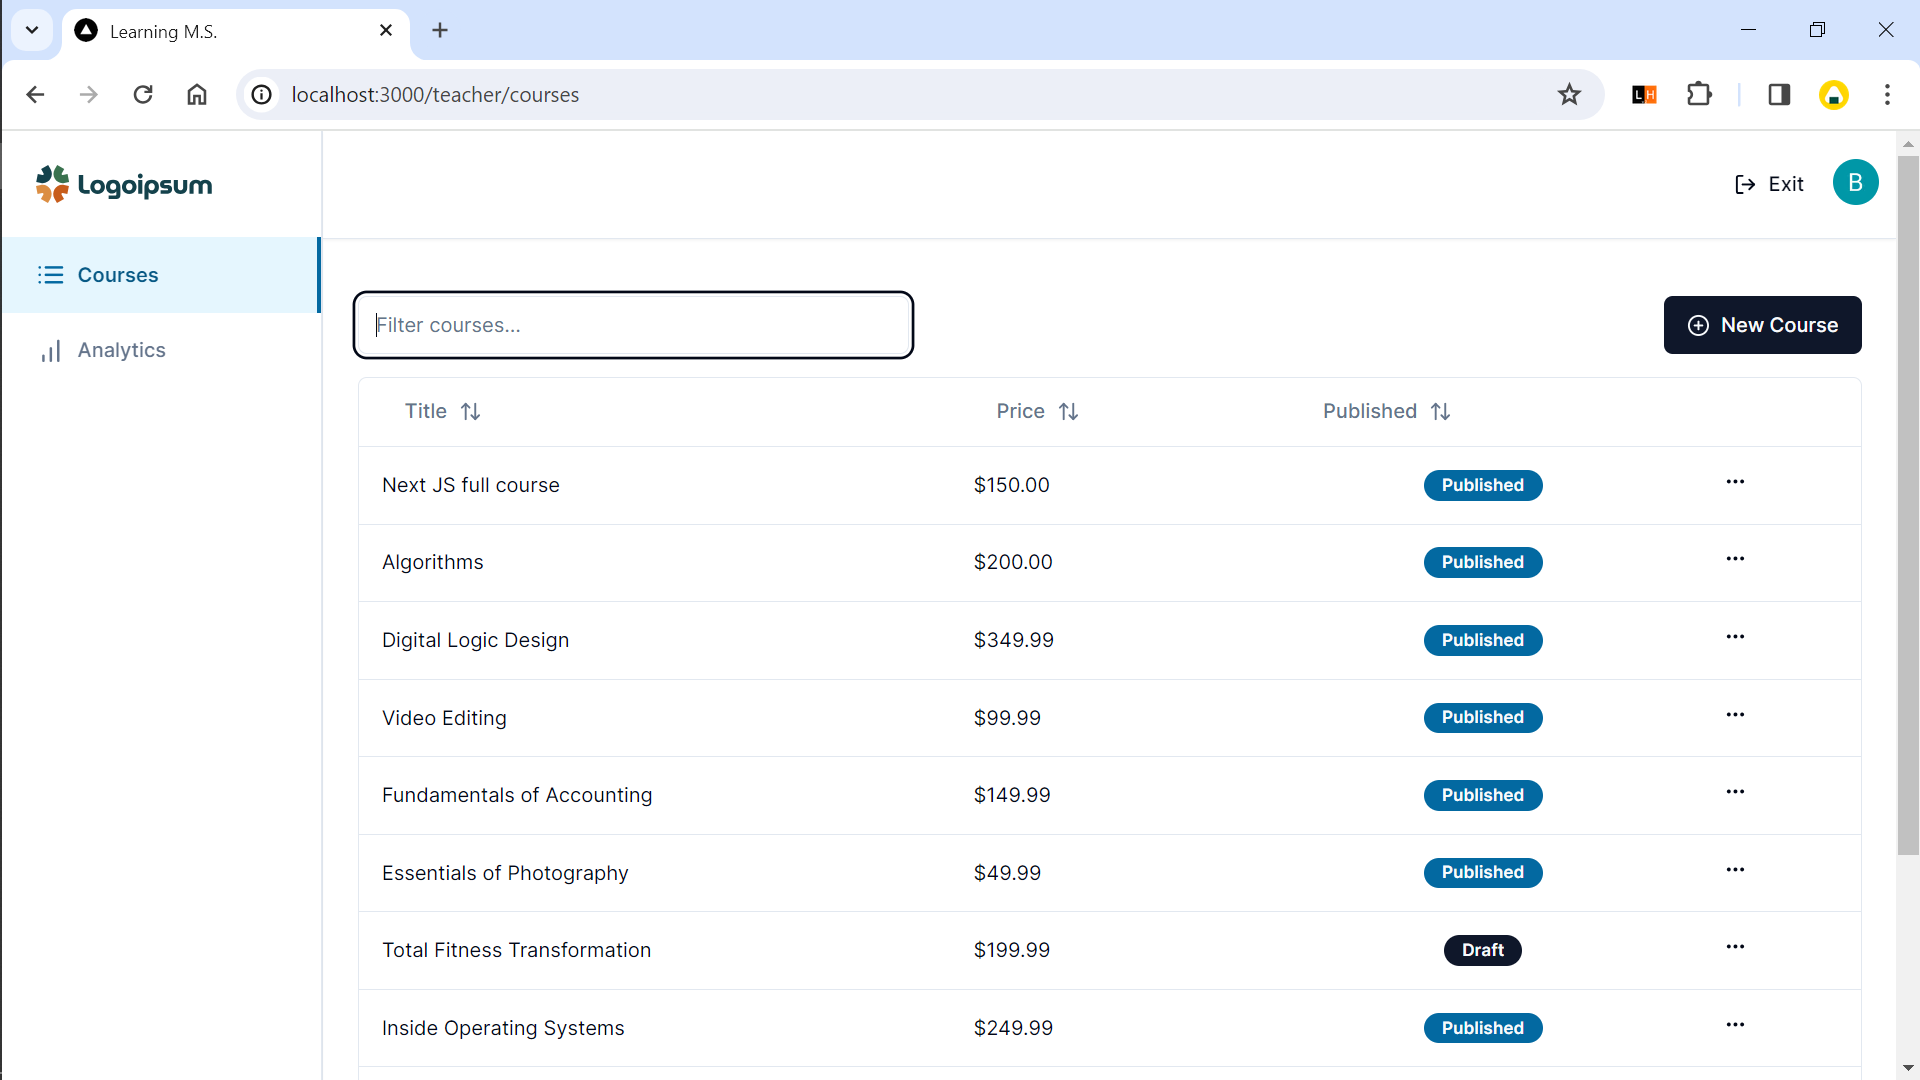 Learning M.S.
localhost:3000/teacher/courses
LH
Logoipsum
Exit
B
Courses
Analytics
Filter courses...
New Course
Title Price Published
Next JS full course $150.00 Published
Algorithms $200.00 Published
Digital Logic Design $349.99 Published
Video Editing $99.99 Published
Fundamentals of Accounting $149.99 Published
Essentials of Photography $49.99 Published
Total Fitness Transformation $199.99 Draft
Inside Operating Systems $249.99 Published